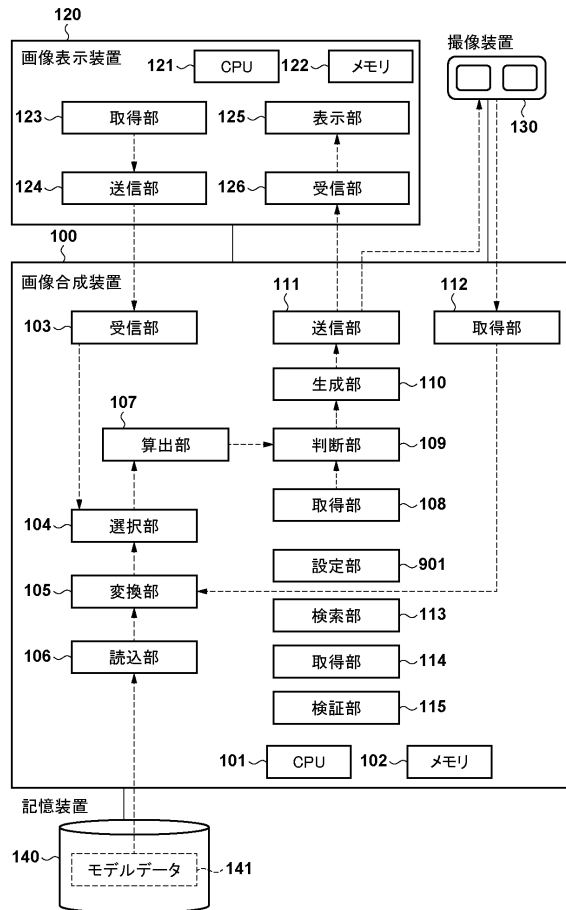 120
画像表示装置
121
CPU
122
メモリ
撮像装置
130
123
取得部
125
表示部
124
送信部
126
受信部
100
画像合成装置
103
受信部
111
送信部
112
取得部
生成部
110
107
算出部
判断部
109
取得部
108
104
選択部
設定部
901
105
変換部
検索部
113
106
読込部
取得部
114
検証部
115
101
CPU
102
メモリ
記憶装置
140
モデルデータ
141